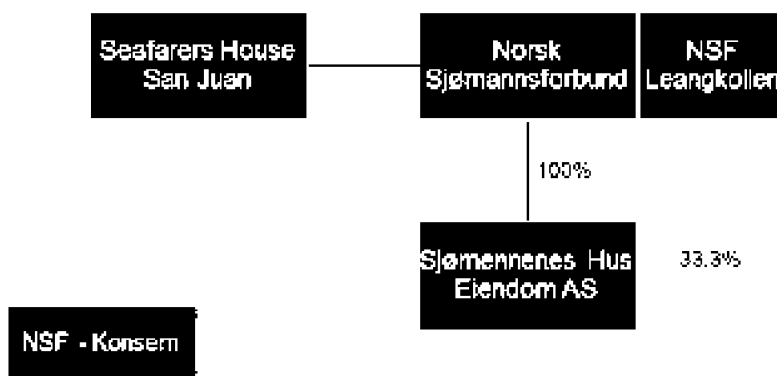 Seafarers House
San Juan
Norsk
Sjømannsforbund
NSF
Leangkollen
100%
Sjømennenes Hus
Eiendom AS
33.3%
NSF - Konsern